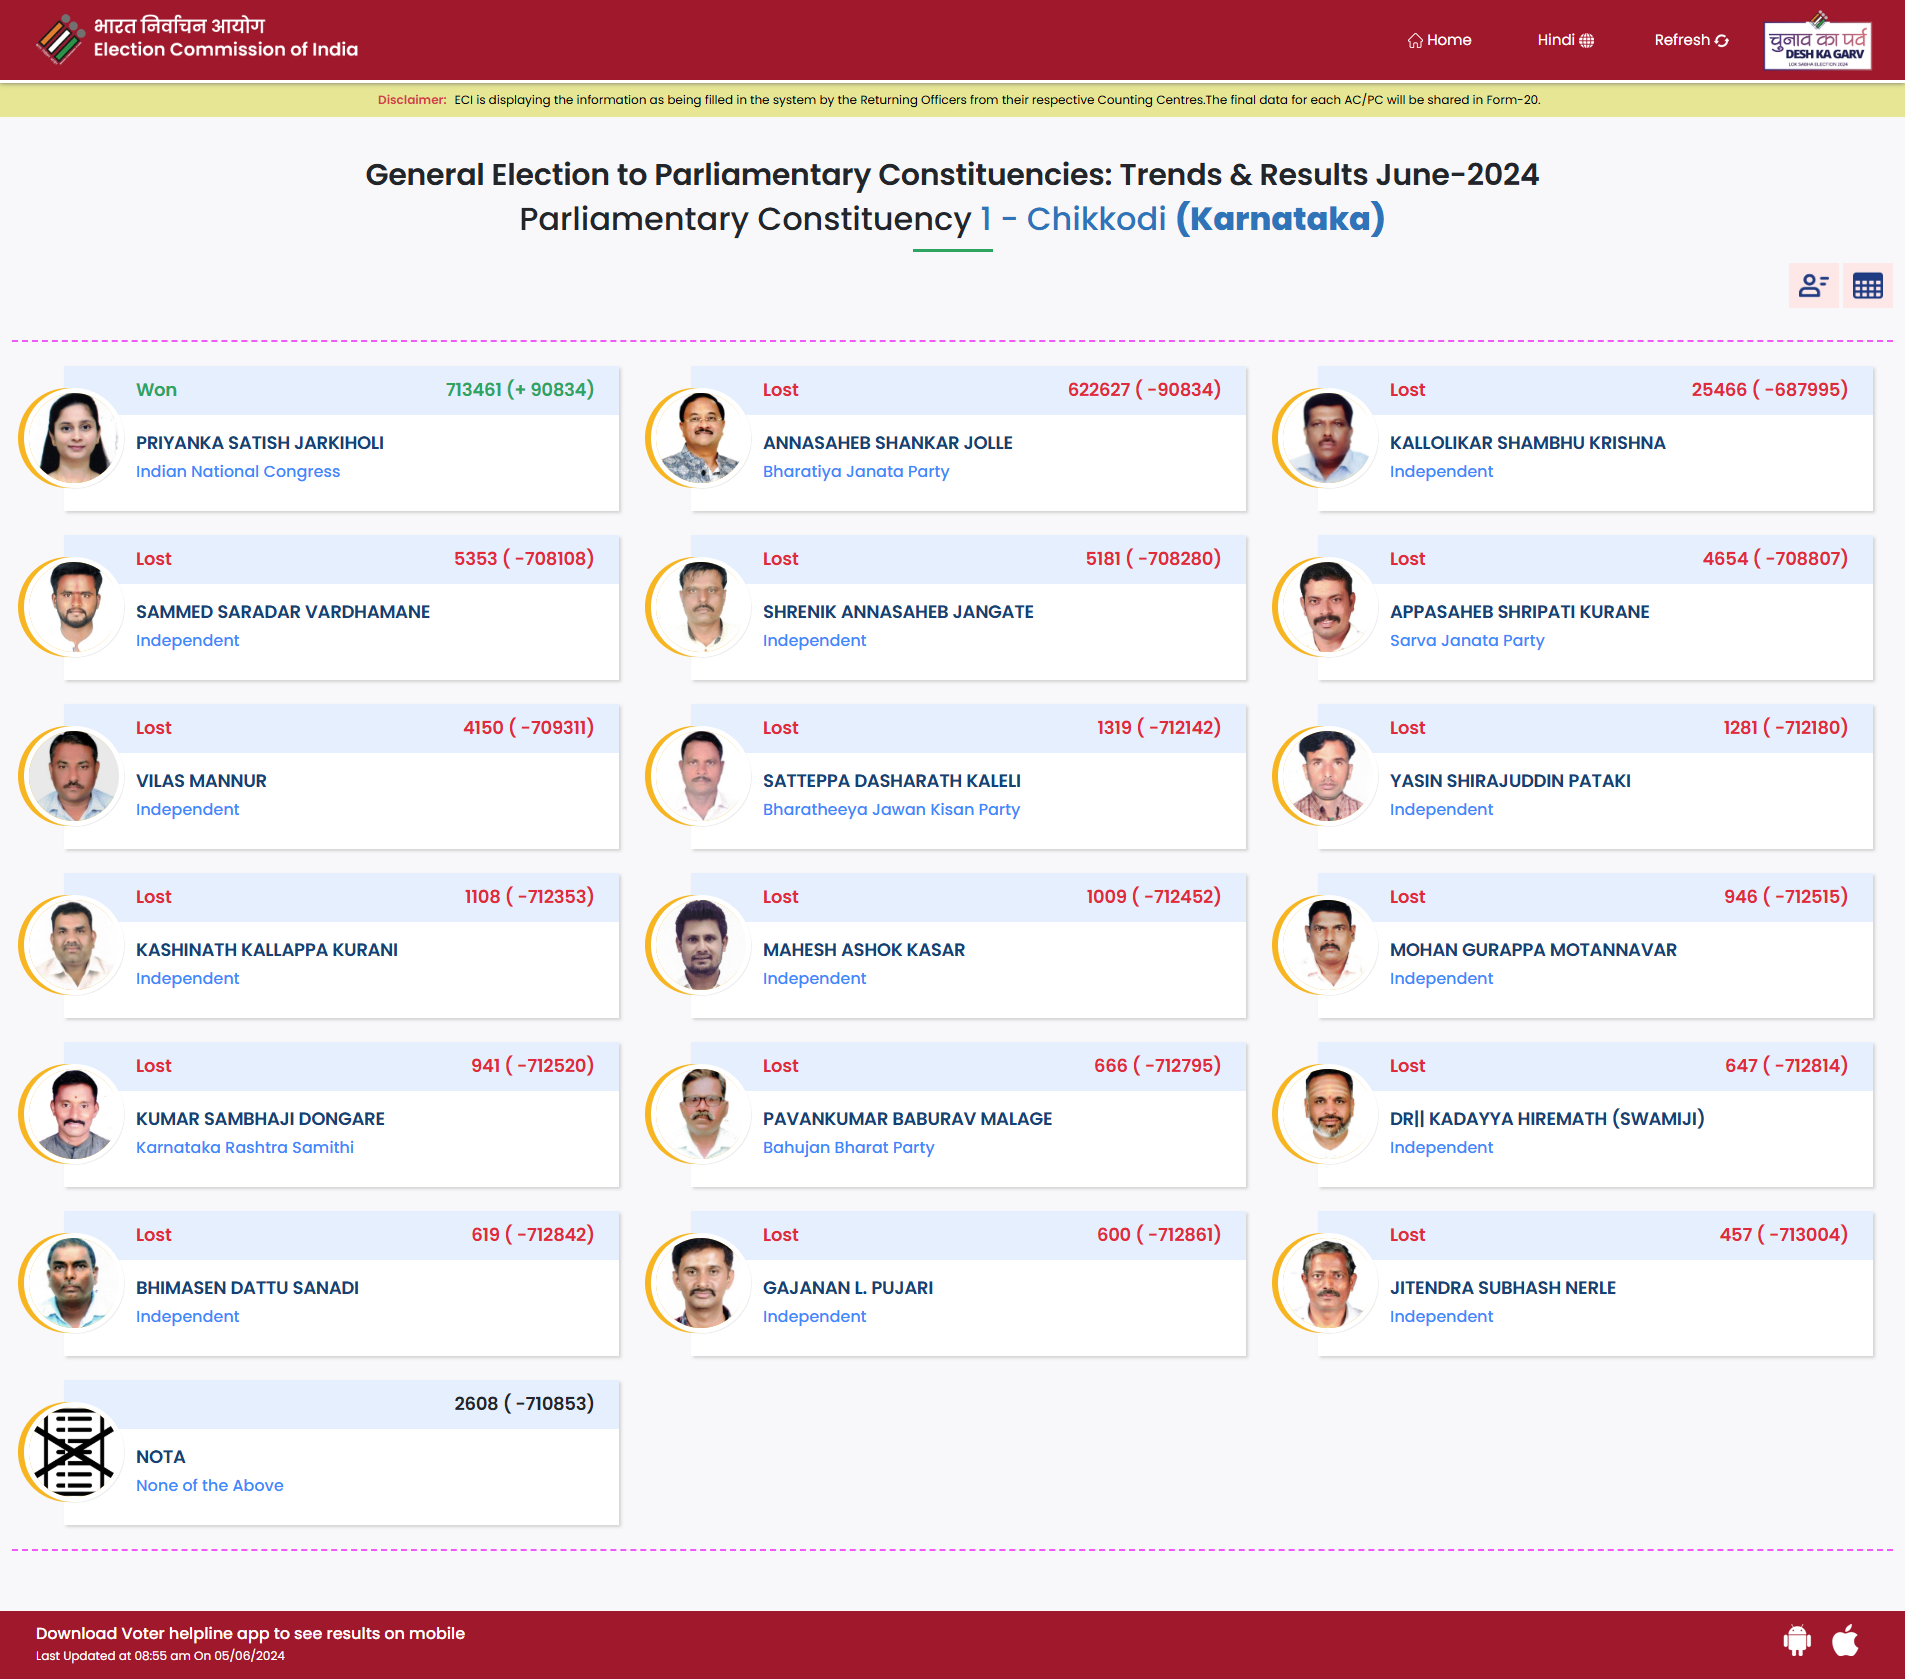 भारत निर्वाचन आयोग
Election Commission of India
Home
Hindi
Refresh
चुनाव का पर्व
DESH KA GARV
LOK SABHA ELECTION 2024
Disclaimer: ECI is displaying the information as being filled in the system by the Returning Officers from their respective Counting Centres.The final data for each AC/PC will be shared in Form-20.
General Election to Parliamentary Constituencies: Trends & Results June-2024
Parliamentary Constituency 1 - Chikkodi (Karnataka)
Won 713461 (+ 90834)
PRIYANKA SATISH JARKIHOLI
Indian National Congress
Lost 622627 ( -90834)
ANNASAHEB SHANKAR JOLLE
Bharatiya Janata Party
Lost 25466 ( -687995)
KALLOLIKAR SHAMBHU KRISHNA
Independent
Lost 5353 ( -708108)
SAMMED SARADAR VARDHAMANE
Independent
Lost 5181 ( -708280)
SHRENIK ANNASAHEB JANGATE
Independent
Lost 4654 ( -708807)
APPASAHEB SHRIPATI KURANE
Sarva Janata Party
Lost 4150 ( -709311)
VILAS MANNUR
Independent
Lost 1319 ( -712142)
SATTEPPA DASHARATH KALELI
Bharatheeya Jawan Kisan Party
Lost 1281 ( -712180)
YASIN SHIRAJUDDIN PATAKI
Independent
Lost 1108 ( -712353)
KASHINATH KALLAPPA KURANI
Independent
Lost 1009 ( -712452)
MAHESH ASHOK KASAR
Independent
Lost 946 ( -712515)
MOHAN GURAPPA MOTANNAVAR
Independent
Lost 941 ( -712520)
KUMAR SAMBHAJI DONGARE
Karnataka Rashtra Samithi
Lost 666 ( -712795)
PAVANKUMAR BABURAV MALAGE
Bahujan Bharat Party
Lost 647 ( -712814)
DR|| KADAYYA HIREMATH (SWAMIJI)
Independent
Lost 619 ( -712842)
BHIMASEN DATTU SANADI
Independent
Lost 600 ( -712861)
GAJANAN L. PUJARI
Independent
Lost 457 ( -713004)
JITENDRA SUBHASH NERLE
Independent
2608 ( -710853)
NOTA
None of the Above
Download Voter helpline app to see results on mobile
Last Updated at 08:55 am On 05/06/2024